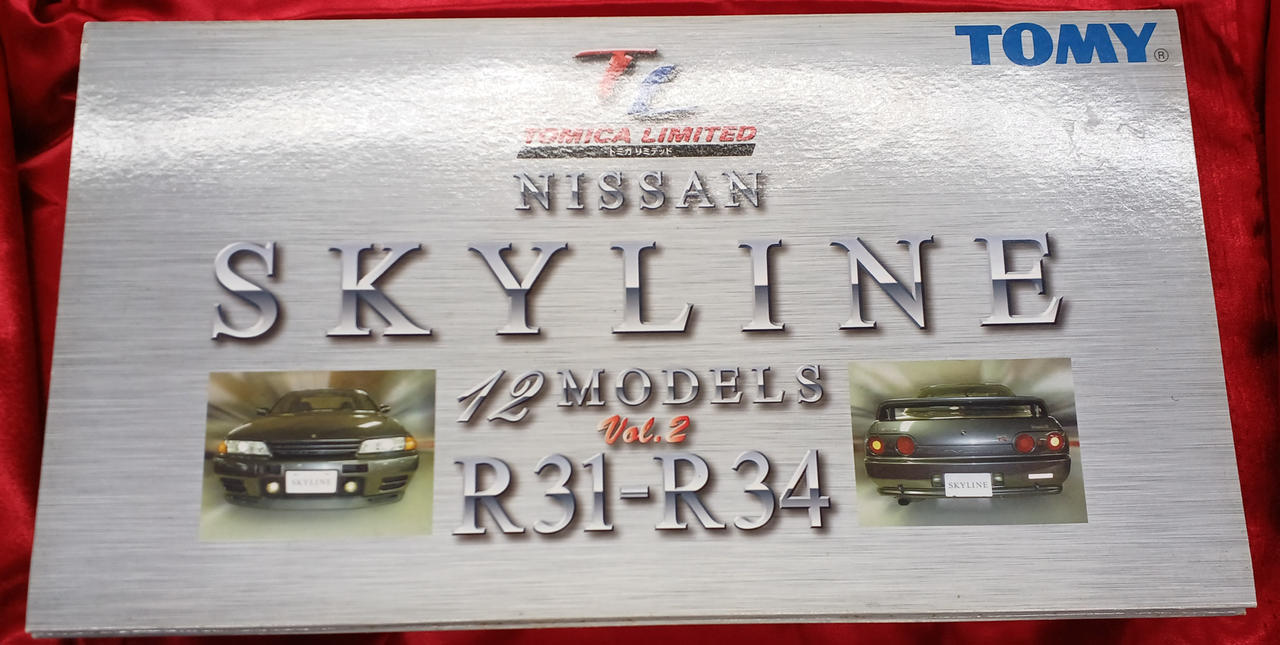 TOMY®
TL
TOMICA LIMITED
トミカリミテッド
NISSAN
SKYLINE
12 MODELS
Vol.2
R31-R34
SKYLINE
SKYLINE